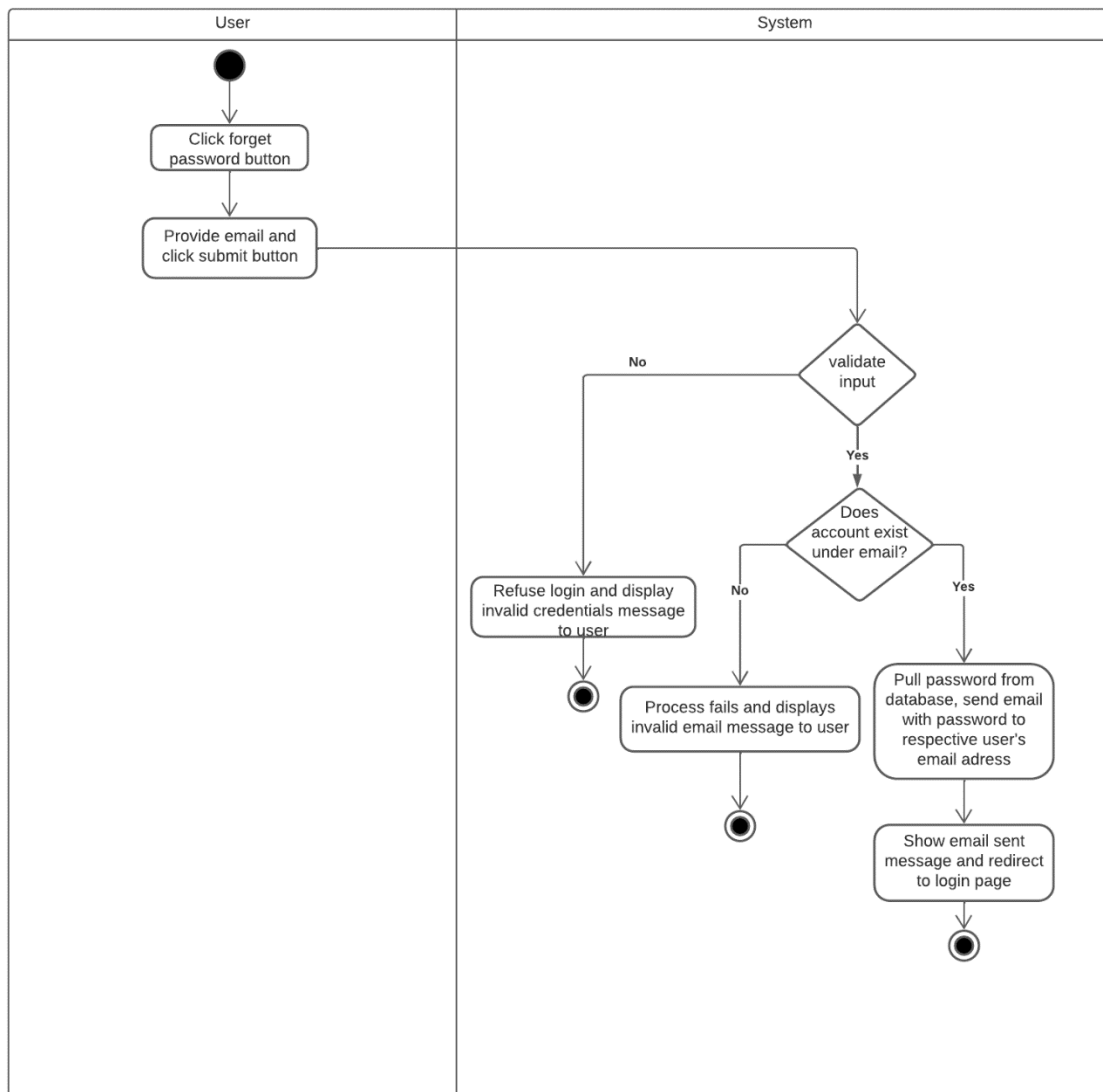 User
System
Click forget
password button
Provide email and
click submit button
validate
input
No
Yes
Does
account exist
under email?
No
Yes
Refuse login and display
invalid credentials message
to user
Process fails and displays
invalid email message to user
Pull password from
database, send email
with password to
respective user's
email adress
Show email sent
message and redirect
to login page